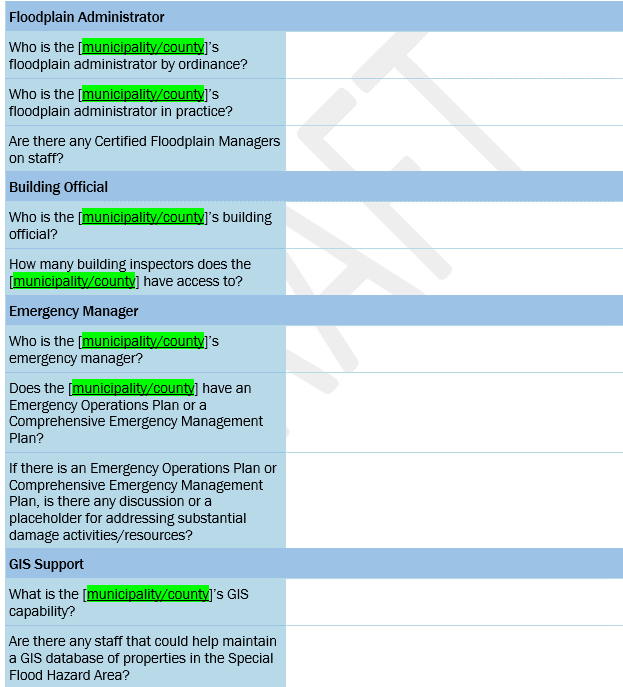 Floodplain Administrator
Who is the [municipality/county]'s
floodplain administrator by ordinance?
Who is the [municipality/county]'s
floodplain administrator in practice?
Are there any Certified Floodplain Managers
on staff?
Building Official
Who is the [municipality/county]'s building
official?
How many building inspectors does the
[municipality/county] have access to?
Emergency Manager
Who is the [municipality/county]'s
emergency manager?
Does the [municipality/county] have an
Emergency Operations Plan or a
Comprehensive Emergency Management
Plan?
If there is an Emergency Operations Plan or
Comprehensive Emergency Management
Plan, is there any discussion or a
placeholder for addressing substantial
damage activities/resources?
GIS Support
What is the [municipality/county]'s GIS
capability?
Are there any staff that could help maintain
a GIS database of properties in the Special
Flood Hazard Area?